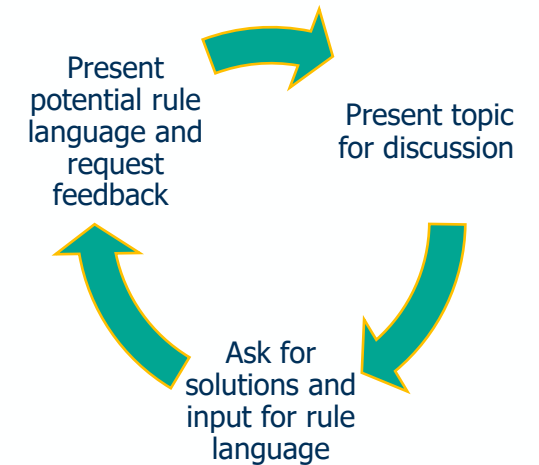 Present
potential rule
language and
request
feedback
Present topic
for discussion
Ask for
solutions and
input for rule
language